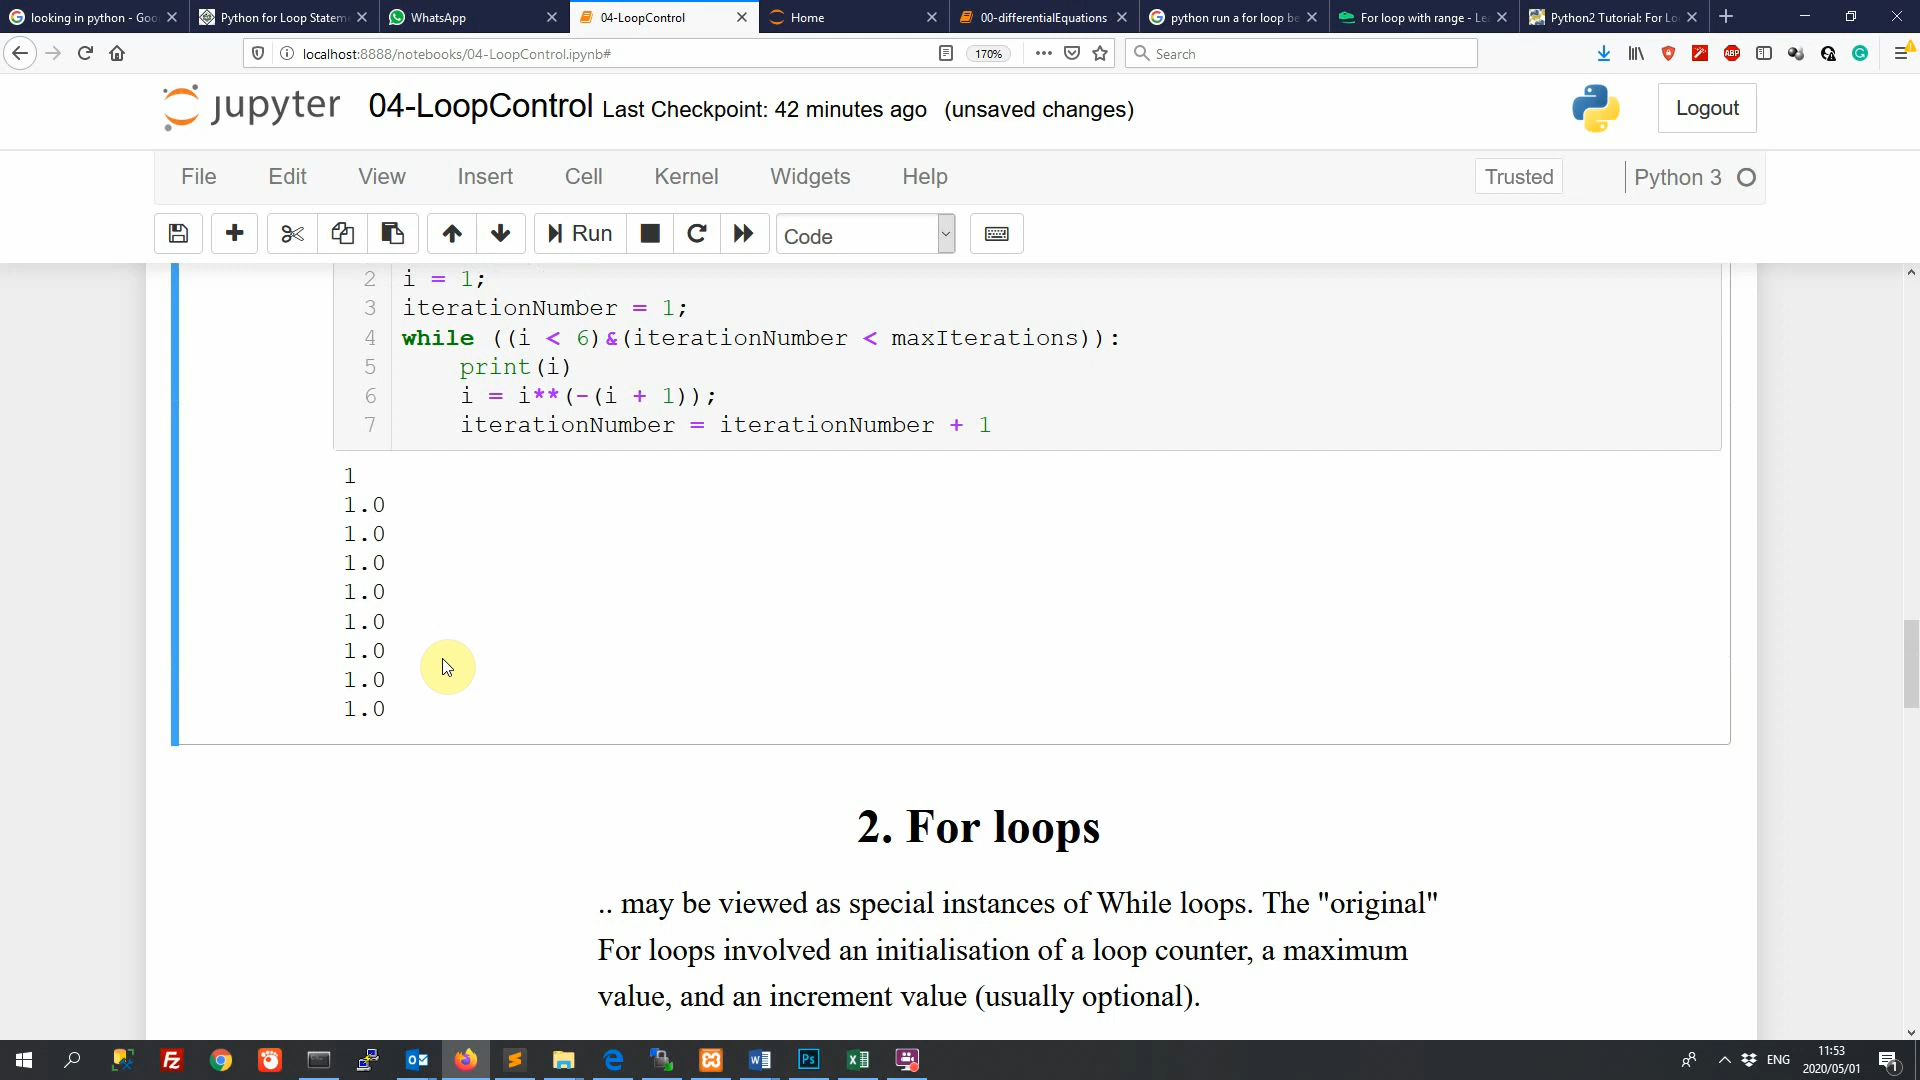 looking in python - Goo
Python for Loop Stateme
WhatsApp
04-LoopControl
Home
00-differentialEquations
python run a for loop be
For loop with range - Le
Python2 Tutorial: For Lo
localhost:8888/notebooks/04-LoopControl.ipynb#
170%
Search
ABP
jupyter 04-LoopControl Last Checkpoint: 42 minutes ago (unsaved changes)
Logout
File Edit View Insert Cell Kernel Widgets Help
Trusted
Python 3
Run
Code
2 i = 1;
3 iterationNumber = 1;
4 while ((i < 6)&(iterationNumber < maxIterations)):
5 print(i)
6 i = i**(-(i + 1));
7 iterationNumber = iterationNumber + 1
1
1.0
1.0
1.0
1.0
1.0
1.0
1.0
1.0
2. For loops
.. may be viewed as special instances of While loops. The "original"
For loops involved an initialisation of a loop counter, a maximum
value, and an increment value (usually optional).
ENG
11:53
2020/05/01